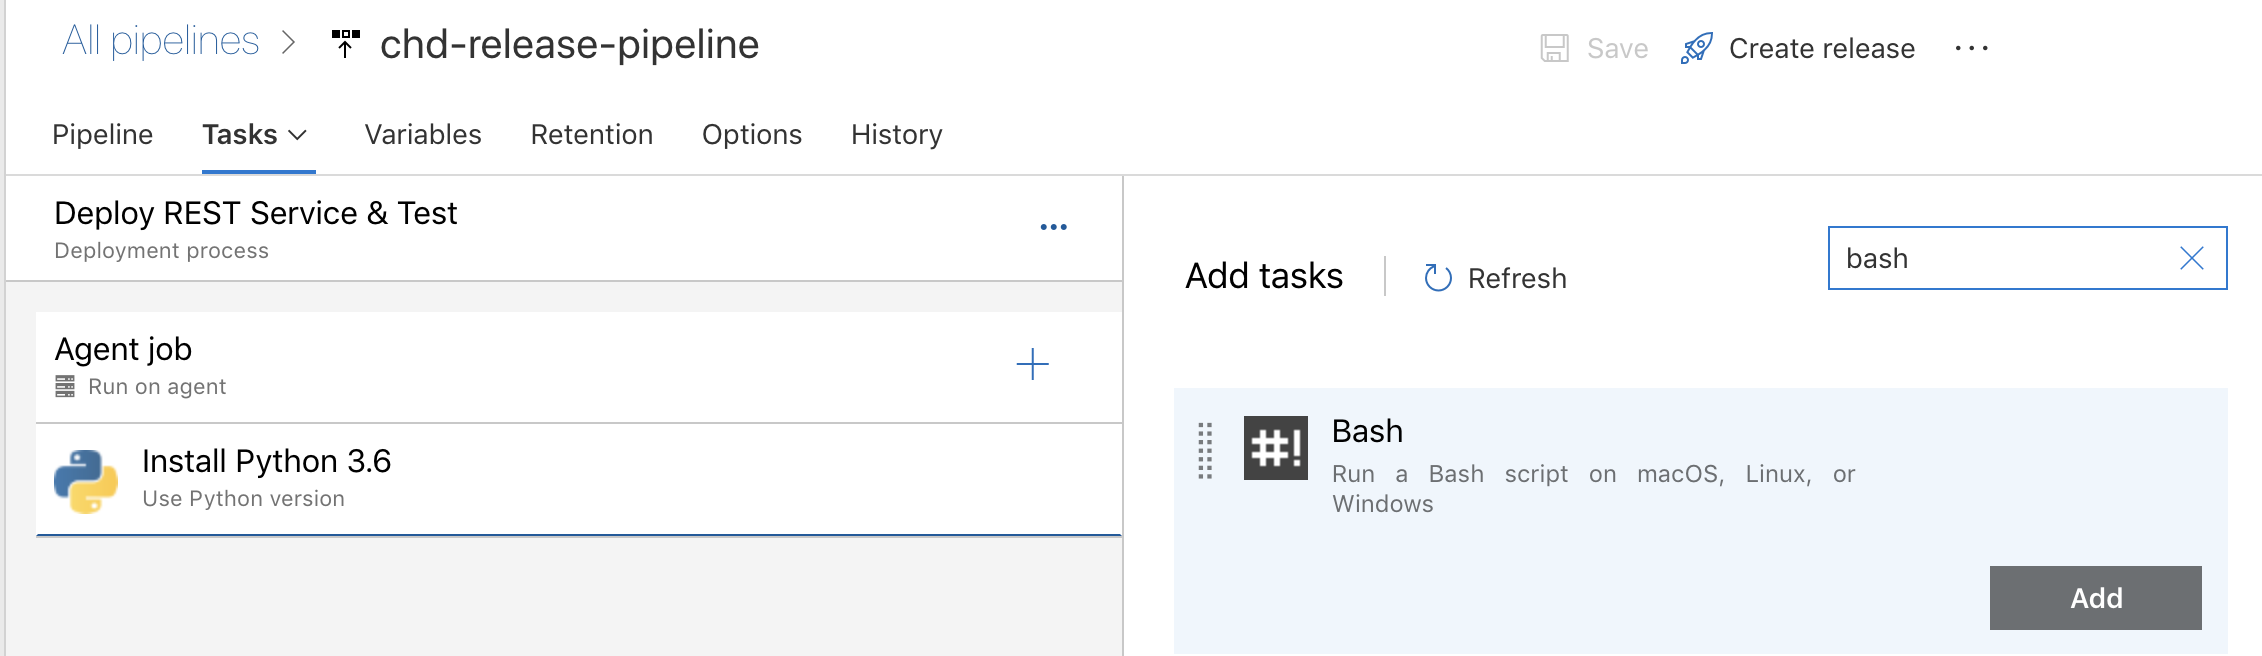 All pipelines > chd-release-pipeline
Save Create release ...
Pipeline Tasks Variables Retention Options History
Deploy REST Service & Test
Deployment process
...
Add tasks Refresh
bash
Agent job
Run on agent
Install Python 3.6
Use Python version
#! Bash
Run a Bash script on macOS, Linux, or
Windows
Add